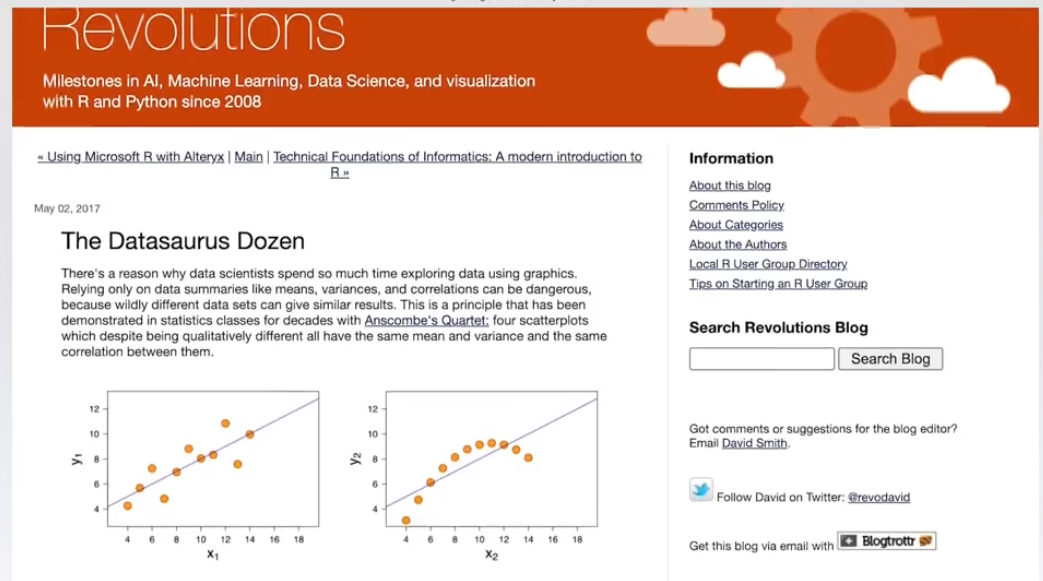 Revolutions
Milestones in AI, Machine Learning, Data Science, and visualization
with R and Python since 2008
« Using Microsoft R with Alteryx | Main | Technical Foundations of Informatics: A modern introduction to
R »
May 02, 2017
The Datasaurus Dozen
There's a reason why data scientists spend so much time exploring data using graphics.
Relying only on data summaries like means, variances, and correlations can be dangerous,
because wildly different data sets can give similar results. This is a principle that has been
demonstrated in statistics classes for decades with Anscombe's Quartet: four scatterplots
which despite being qualitatively different all have the same mean and variance and the same
correlation between them.
12
10
8
6
4
y1
4 6 8 10 12 14 16 18
x1
12
10
8
6
4
y2
4 6 8 10 12 14 16 18
x2
Information
About this blog
Comments Policy
About Categories
About the Authors
Local R User Group Directory
Tips on Starting an R User Group
Search Revolutions Blog
Search Blog
Got comments or suggestions for the blog editor?
Email David Smith.
Follow David on Twitter: @revodavid
Get this blog via email with Blogtrottr